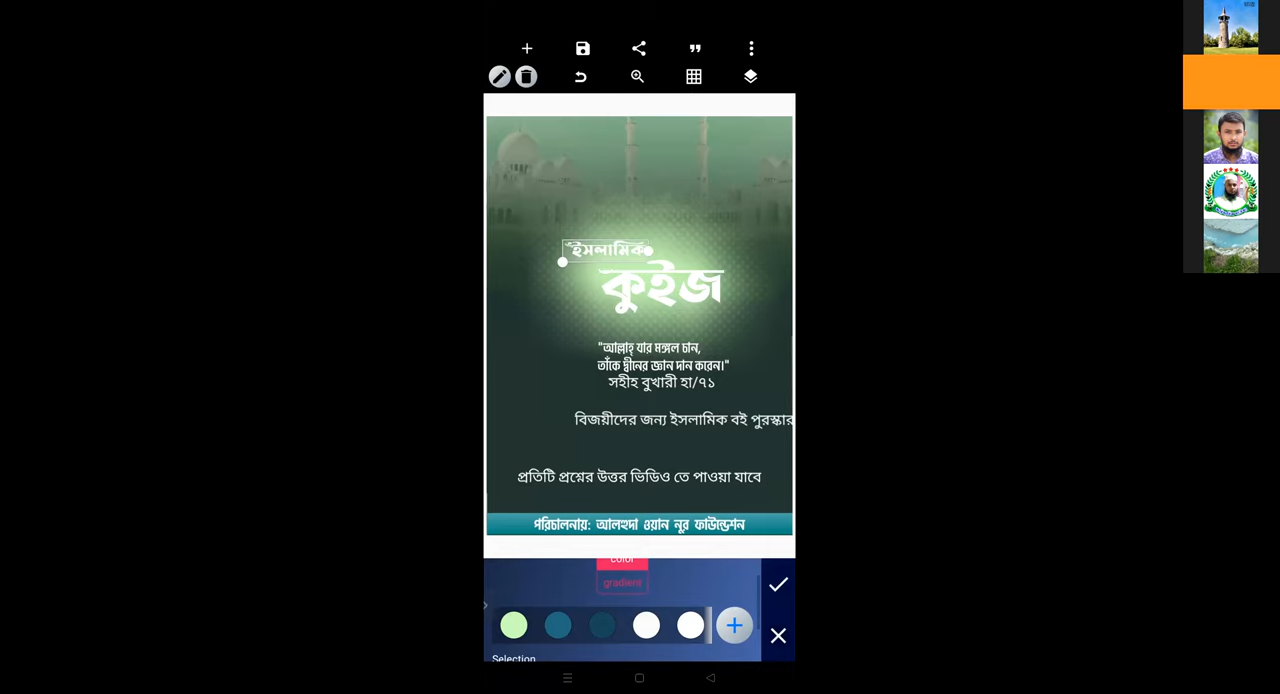 ইসলামিক
কুইজ
"আল্লাহ্ যার মঙ্গল চান,
তাঁকে দ্বীনের জ্ঞান দান করেন।"
সহীহ বুখারী হা/৭১
বিজয়ীদের জন্য ইসলামিক বই পুরস্কার
প্রতিটি প্রশ্নের উত্তর ভিডিও তে পাওয়া যাবে
পরিচালনায়: আলহুদা ওয়ান নূর ফাউন্ডেশন
color
gradient
Selection